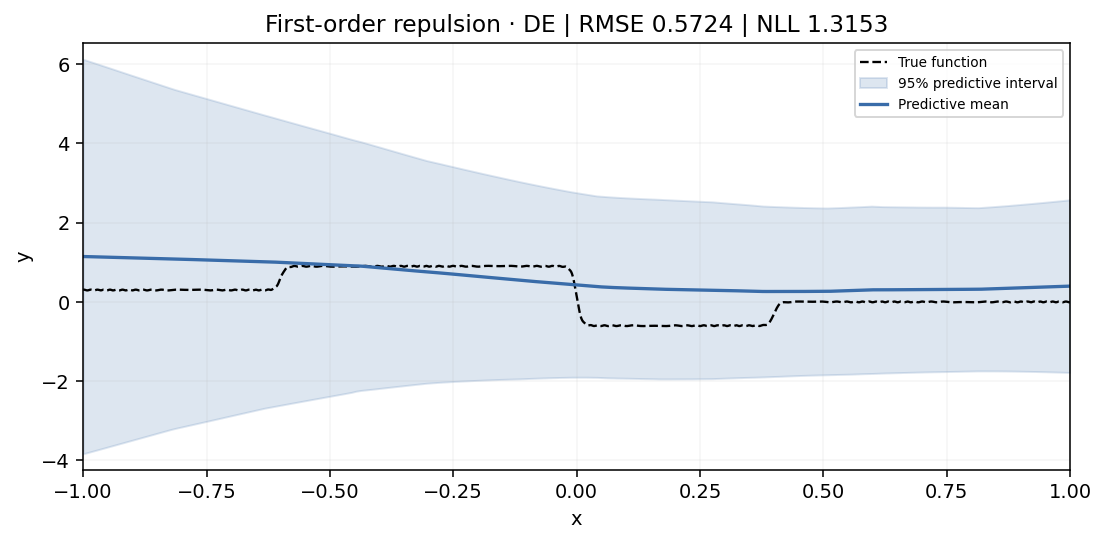 First-order repulsion · DE | RMSE 0.5724 | NLL 1.3153
True function
95% predictive interval
Predictive mean
6
4
2
0
−2
−4
y
−1.00 −0.75 −0.50 −0.25 0.00 0.25 0.50 0.75 1.00
x